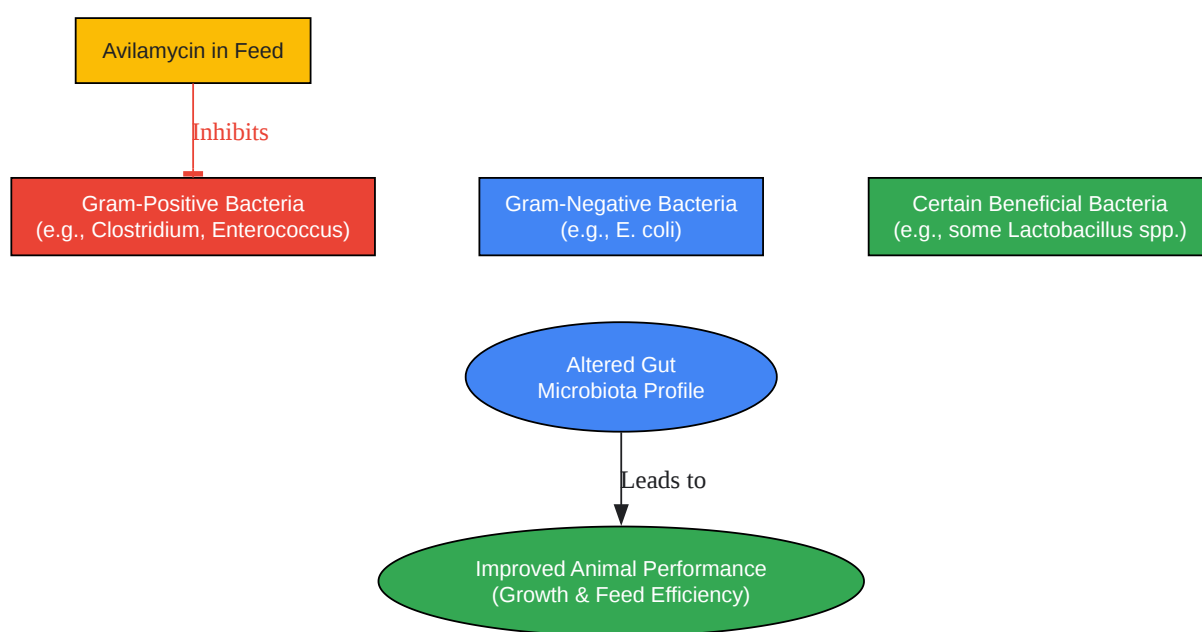 Avilamycin in Feed
Inhibits
Gram-Positive Bacteria
(e.g., Clostridium, Enterococcus)
Gram-Negative Bacteria
(e.g., E. coli)
Certain Beneficial Bacteria
(e.g., some Lactobacillus spp.)
Altered Gut
Microbiota Profile
Leads to
Improved Animal Performance
(Growth & Feed Efficiency)